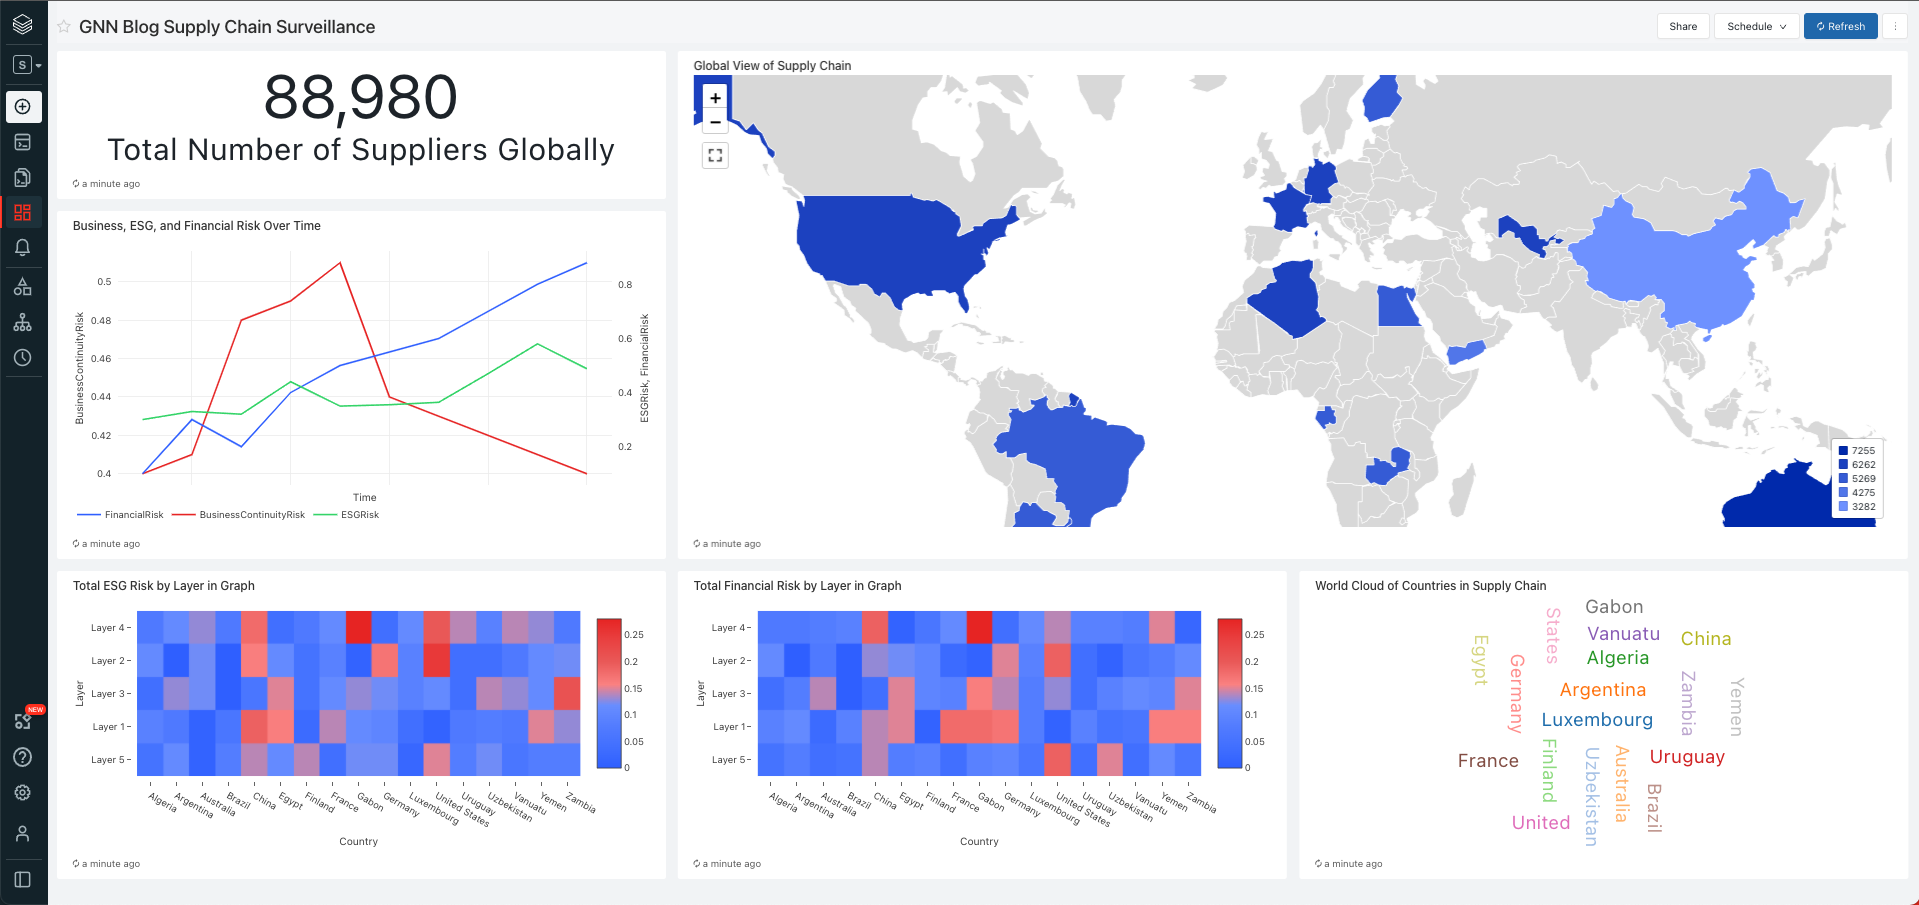 S
GNN Blog Supply Chain Surveillance
Share
Schedule
Refresh
88,980
Total Number of Suppliers Globally
a minute ago
Business, ESG, and Financial Risk Over Time
BusinessContinuityRisk
0.5
0.48
0.46
0.44
0.42
0.4
0.8
0.6
0.4
0.2
ESGRisk, FinancialRisk
Time
FinancialRisk
BusinessContinuityRisk
ESGRisk
a minute ago
Global View of Supply Chain
+
−
7255
6262
5269
4275
3282
a minute ago
Total ESG Risk by Layer in Graph
Layer
Layer 4
Layer 2
Layer 3
Layer 1
Layer 5
Algeria
Argentina
Australia
Brazil
China
Egypt
Finland
France
Gabon
Germany
Luxembourg
United States
Uruguay
Uzbekistan
Vanuatu
Yemen
Zambia
Country
0.25
0.2
0.15
0.1
0.05
0
a minute ago
Total Financial Risk by Layer in Graph
Layer
Layer 4
Layer 2
Layer 3
Layer 1
Layer 5
Algeria
Argentina
Australia
Brazil
China
Egypt
Finland
France
Gabon
Germany
Luxembourg
United States
Uruguay
Uzbekistan
Vanuatu
Yemen
Zambia
Country
0.25
0.2
0.15
0.1
0.05
0
a minute ago
World Cloud of Countries in Supply Chain
Gabon
States
Vanuatu
China
Egypt
Algeria
Germany
Argentina
Zambia
Yemen
Luxembourg
France
Finland
Uzbekistan
Australia
Uruguay
Brazil
United
a minute ago
NEW